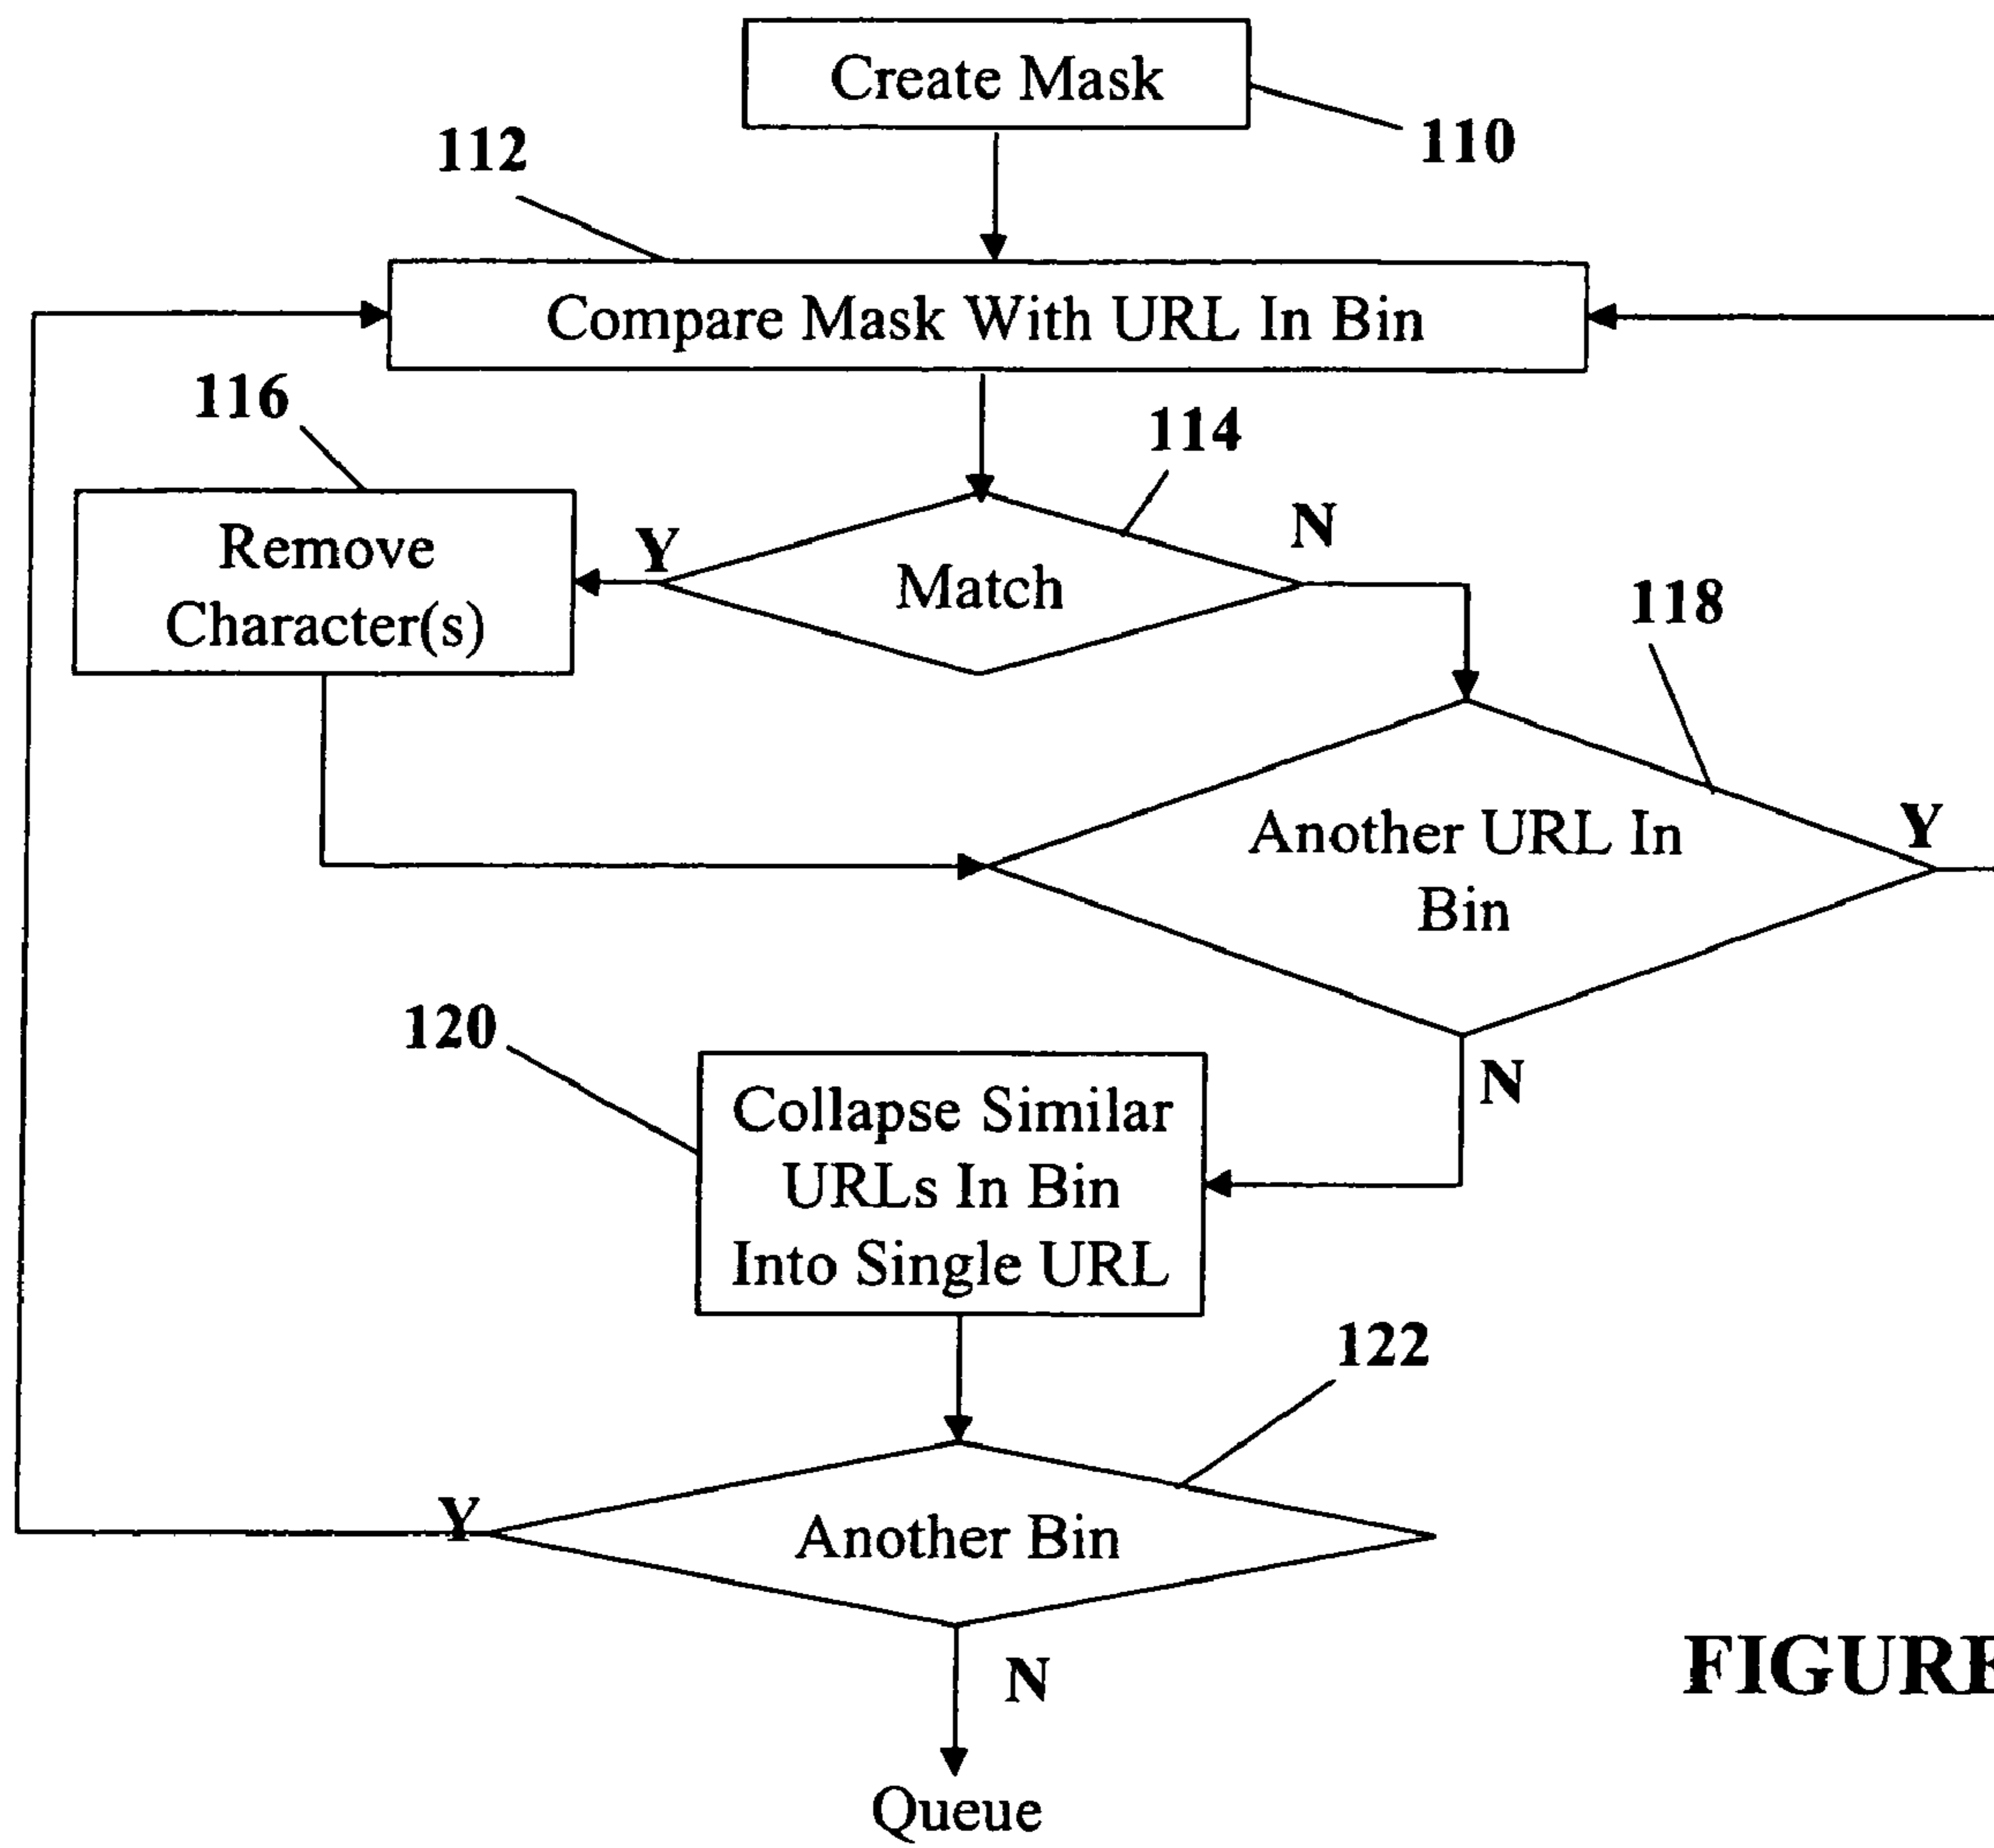 Create Mask
110
112
Compare Mask With URL In Bin
116
114
Remove
Character(s)
Y
Match
N
118
Another URL In
Bin
Y
120
N
Collapse Similar
URLs In Bin
Into Single URL
122
Y
Another Bin
N
FIGURE
Queue